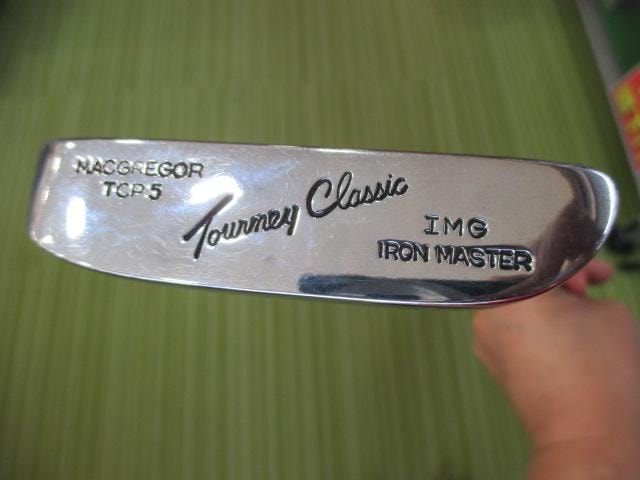 MACGREGOR
TCP-5
Tourney Classic
IMG
IRON MASTER